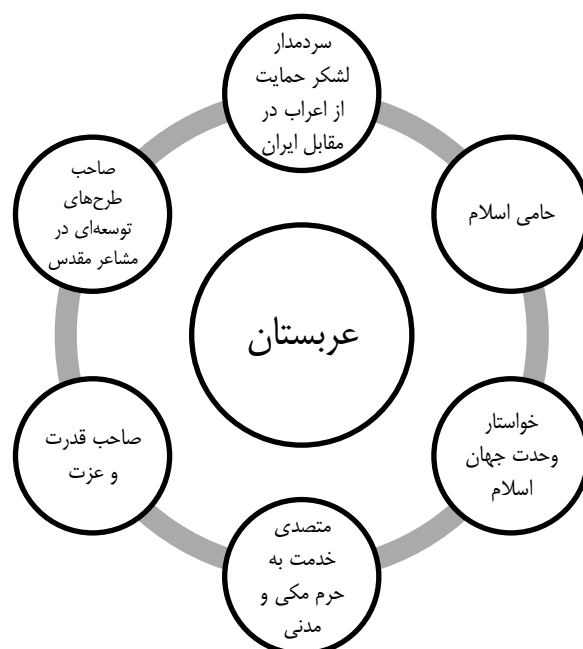 سردمدار
لشکر حمایت
از اعراب در
مقابل ایران
حامی اسلام
خواستار
وحدت جهان
اسلام
متصدی
خدمت به
حرم مکی و
مدنی
صاحب قدرت
و عزت
صاحب
طرح‌های
توسعه‌ای در
مشاعر مقدس
عربستان